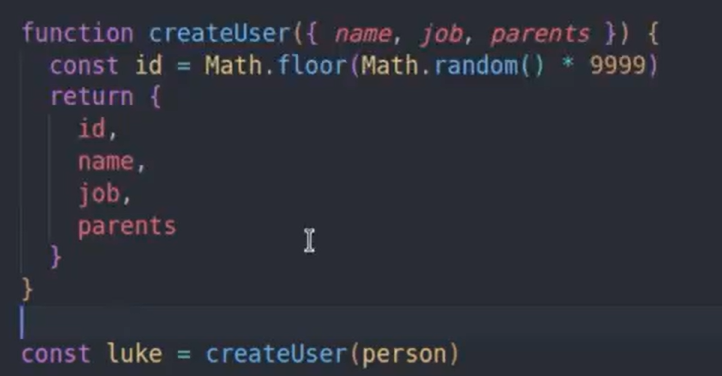 function createUser({ name, job, parents }) {
  const id = Math.floor(Math.random() * 9999)
  return {
    id,
    name,
    job,
    parents
  }
}

const luke = createUser(person)